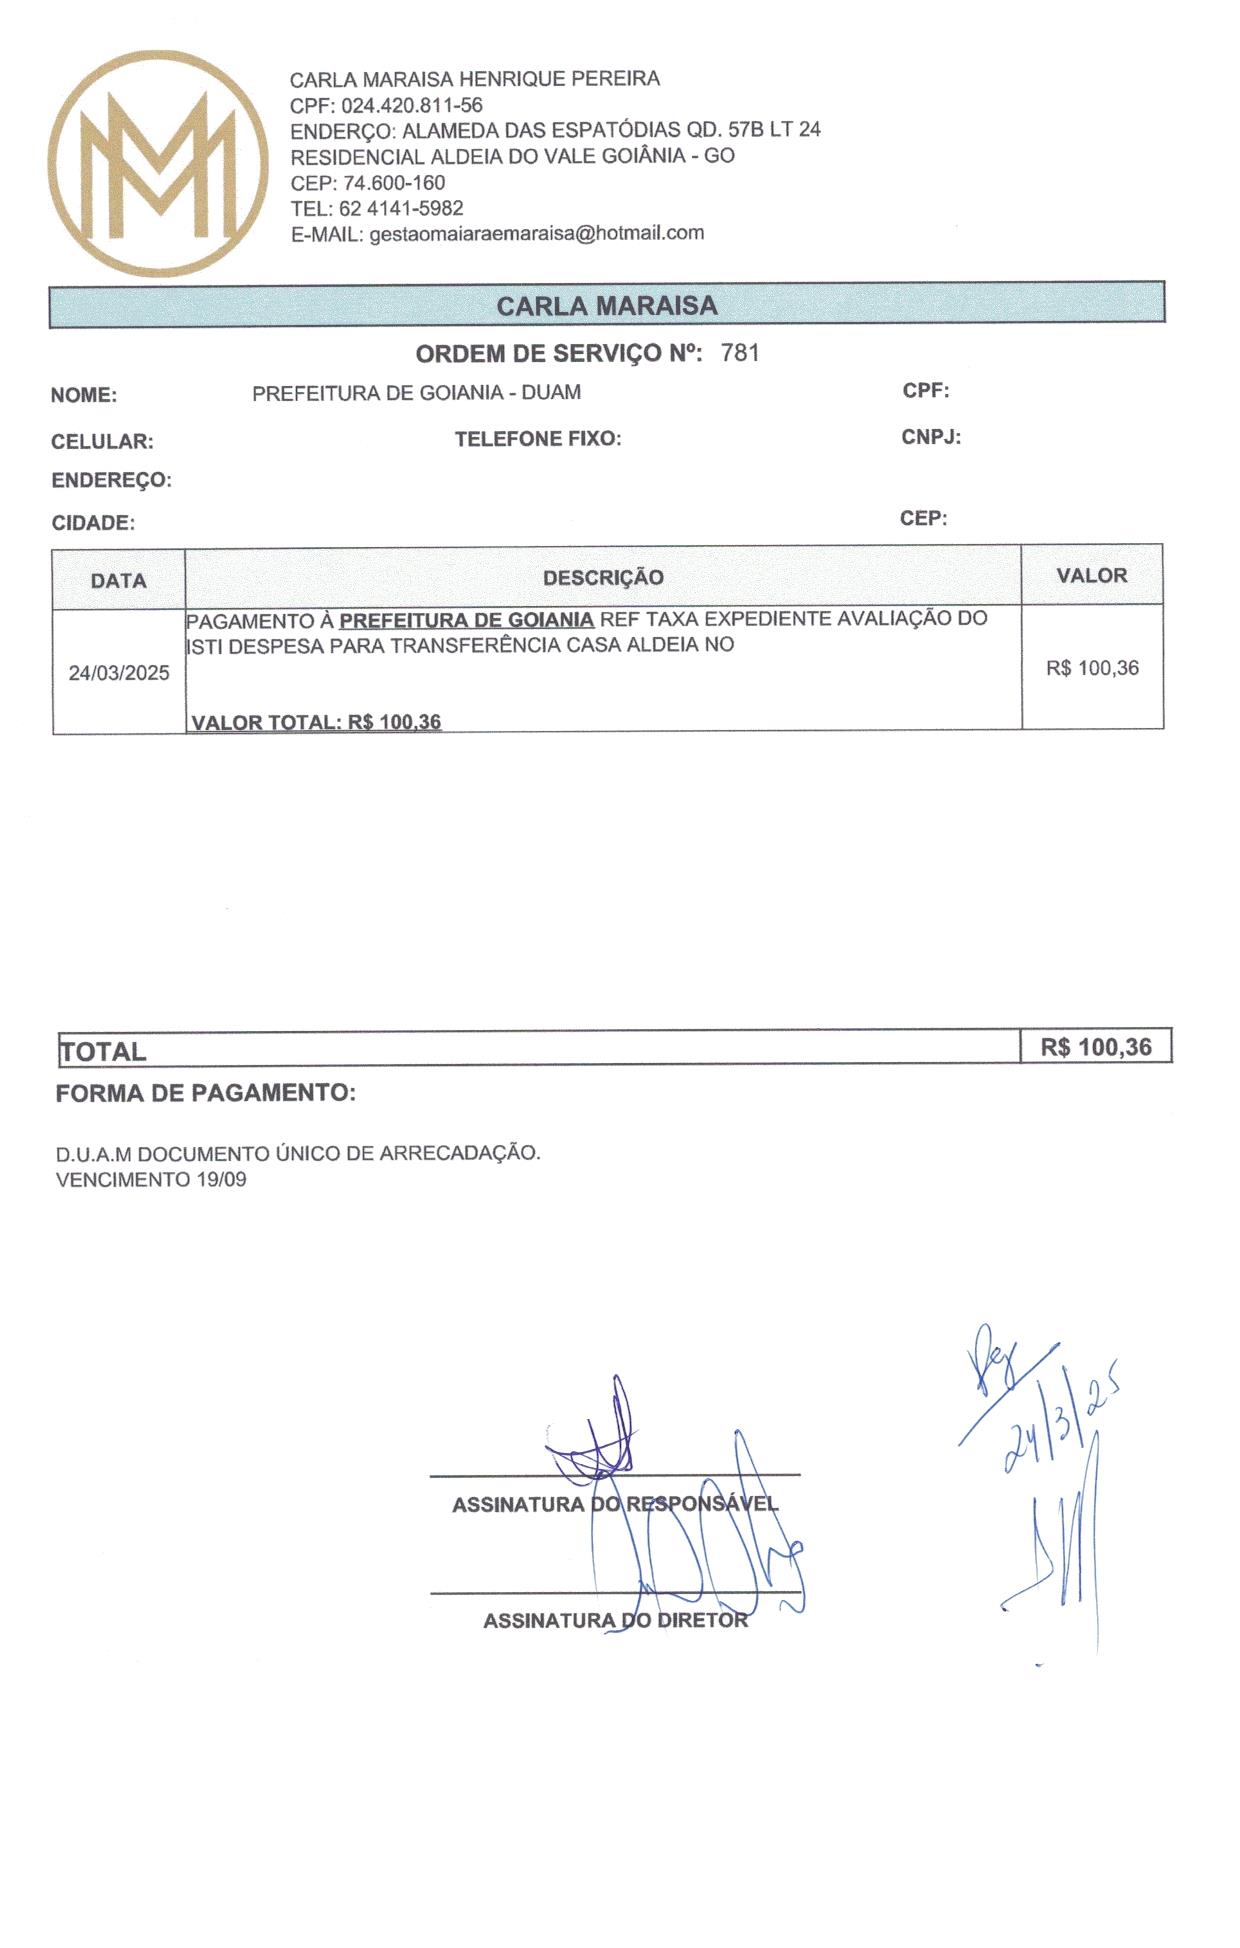 CARLA MARAISA HENRIQUE PEREIRA
CPF: 024.420.811-56
ENDERÇO: ALAMEDA DAS ESPATÓDIAS QD. 57B LT 24
RESIDENCIAL ALDEIA DO VALE GOIÂNIA - GO
CEP: 74.600-160
TEL: 62 4141-5982
E-MAIL: gestaomaiaraemaraisa@hotmail.com
CARLA MARAISA
ORDEM DE SERVIÇO Nº: 781
NOME: PREFEITURA DE GOIANIA - DUAM CPF:
CELULAR: TELEFONE FIXO: CNPJ:
ENDEREÇO:
CIDADE: CEP:
DATA DESCRIÇÃO VALOR
PAGAMENTO À PREFEITURA DE GOIANIA REF TAXA EXPEDIENTE AVALIAÇÃO DO
ISTI DESPESA PARA TRANSFERÊNCIA CASA ALDEIA NO
24/03/2025 R$ 100,36
VALOR TOTAL: R$ 100,36
TOTAL R$ 100,36
FORMA DE PAGAMENTO:
D.U.A.M DOCUMENTO ÚNICO DE ARRECADAÇÃO.
VENCIMENTO 19/09
24/3/25
ASSINATURA DO RESPONSÁVEL
ASSINATURA DO DIRETOR